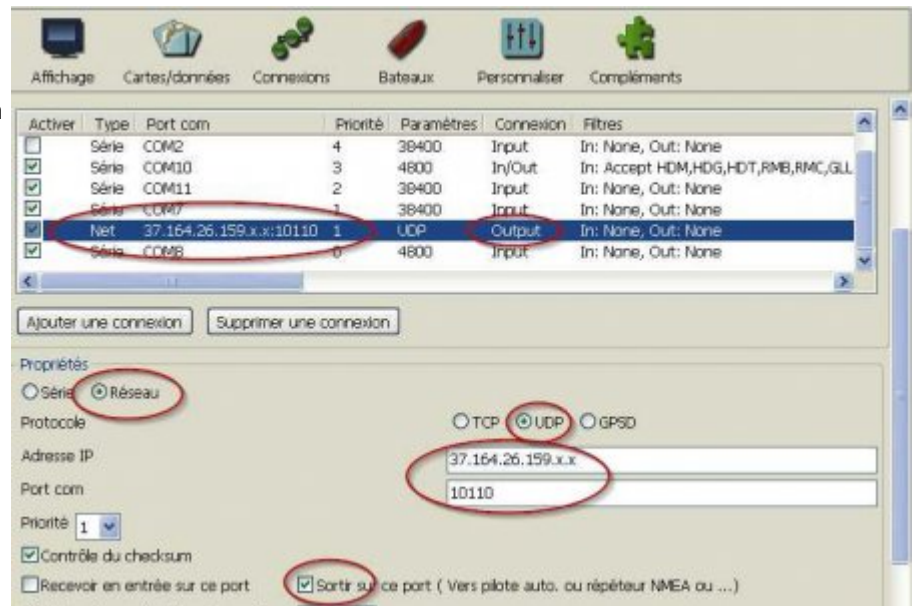 Affichage Cartes/données Connexions Bateaux Personnaliser Compléments
Activer Type Port com Priorité Paramètres Connexion Filtres
Série COM2 4 38400 Input In: None, Out: None
Série COM10 3 4800 In/Out In: Accept HDM,HDG,HDT,RMB,RMC,GLL
Série COM11 2 38400 Input In: None, Out: None
Série COM7 1 38400 Input In: None, Out: None
Net 37.164.26.159.x.x:10110 1 UDP Output In: None, Out: None
Série COM8 0 4800 Input In: None, Out: None
Ajouter une connexion Supprimer une connexion
Propriétés
Série Réseau
Protocole TCP UDP GPSD
Adresse IP 37.164.26.159.x.x
Port com 10110
Priorité 1
Contrôle du checksum
Recevoir en entrée sur ce port Sortir sur ce port ( Vers pilote auto. ou répéteur NMEA ou ...)